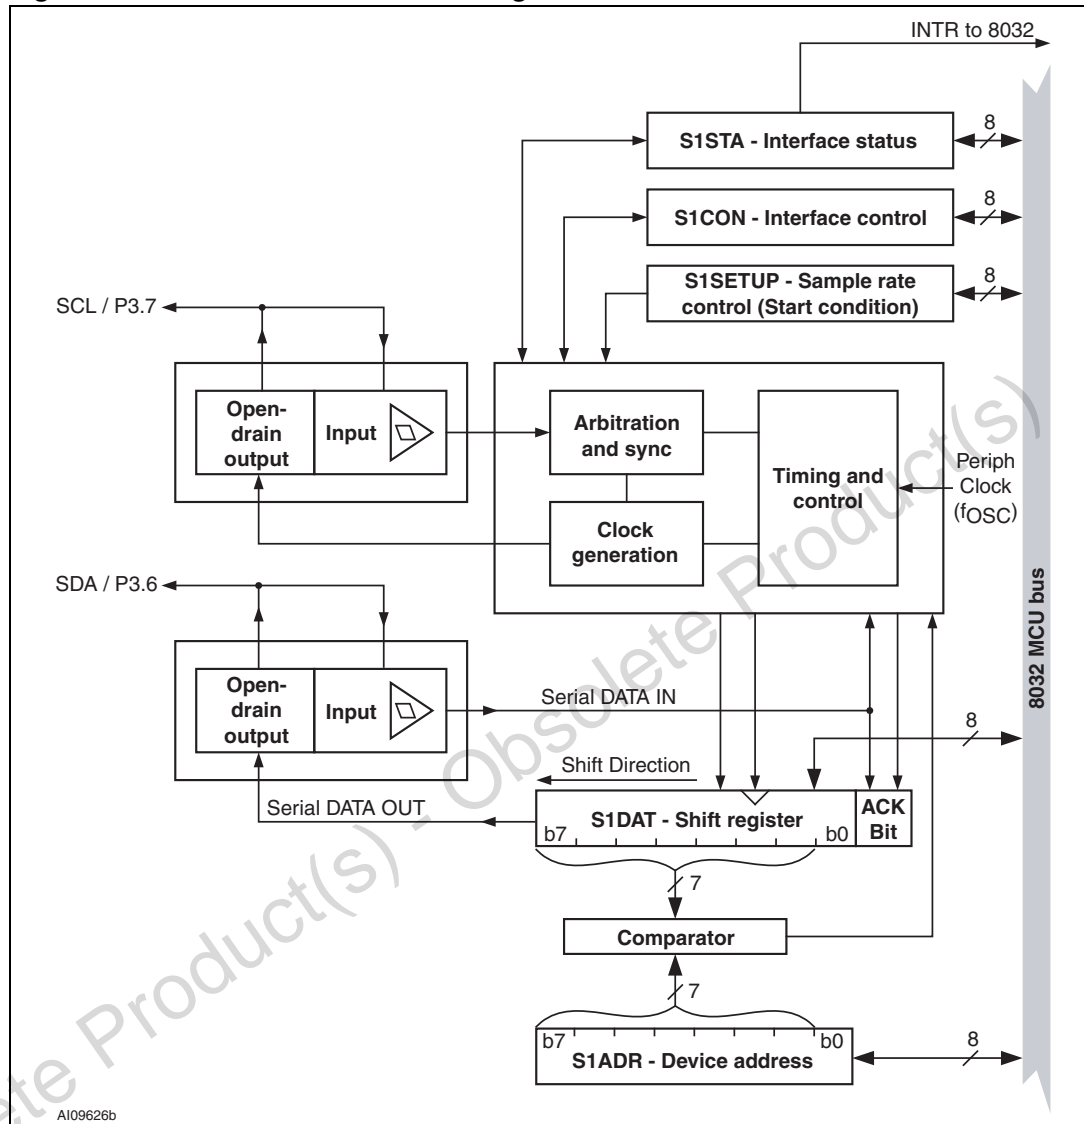 INTR to 8032
S1STA - Interface status
8
S1CON - Interface control
8
S1SETUP - Sample rate
control (Start condition)
8
SCL / P3.7
Open-
drain
output
Input
Arbitration
and sync
Timing and
control
Periph
Clock
(fOSC)
Clock
generation
SDA / P3.6
Open-
drain
output
Input
Serial DATA IN
8
Shift Direction
Serial DATA OUT
S1DAT - Shift register
b7
b0
ACK
Bit
7
Comparator
7
b7
b0
S1ADR - Device address
8
8032 MCU bus
Product(s) - Obsolete Product(s)
AI09626b